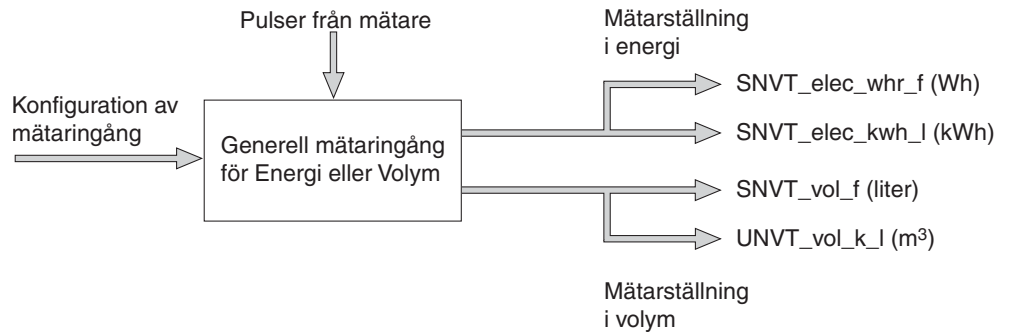 Pulser från mätare
Mätarställning
i energi
Konfiguration av
mätaringång
Generell mätaringång
för Energi eller Volym
SNVT_elec_whr_f (Wh)
SNVT_elec_kwh_l (kWh)
SNVT_vol_f (liter)
UNVT_vol_k_l (m³)
Mätarställning
i volym